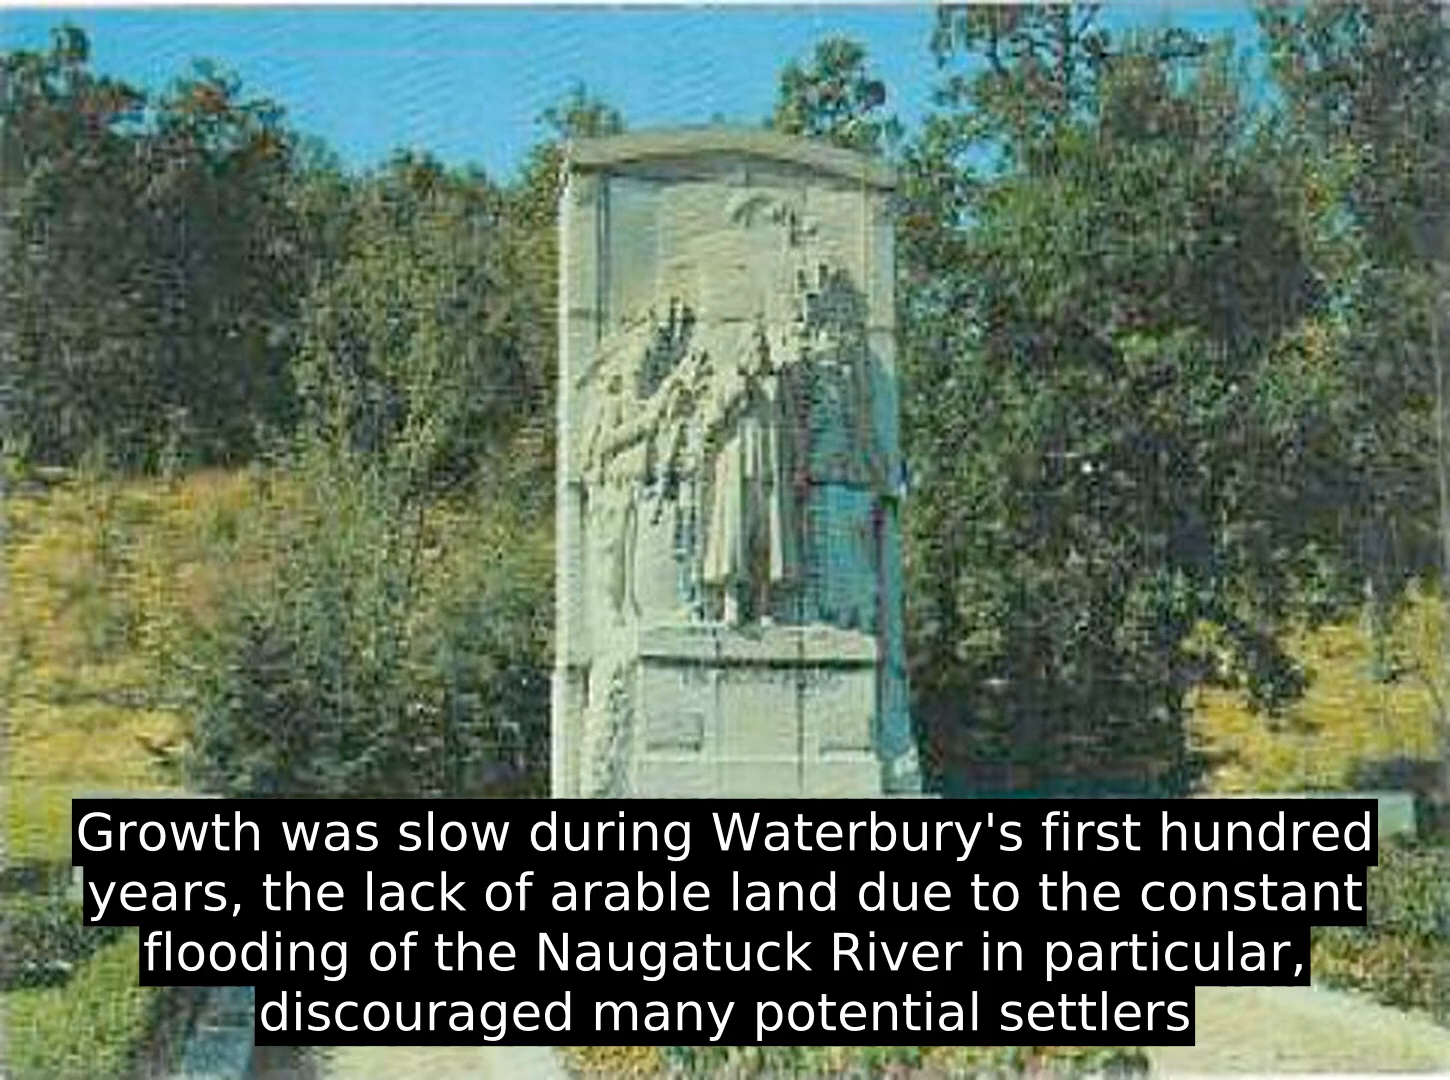 Growth was slow during Waterbury's first hundred
years, the lack of arable land due to the constant
flooding of the Naugatuck River in particular,
discouraged many potential settlers